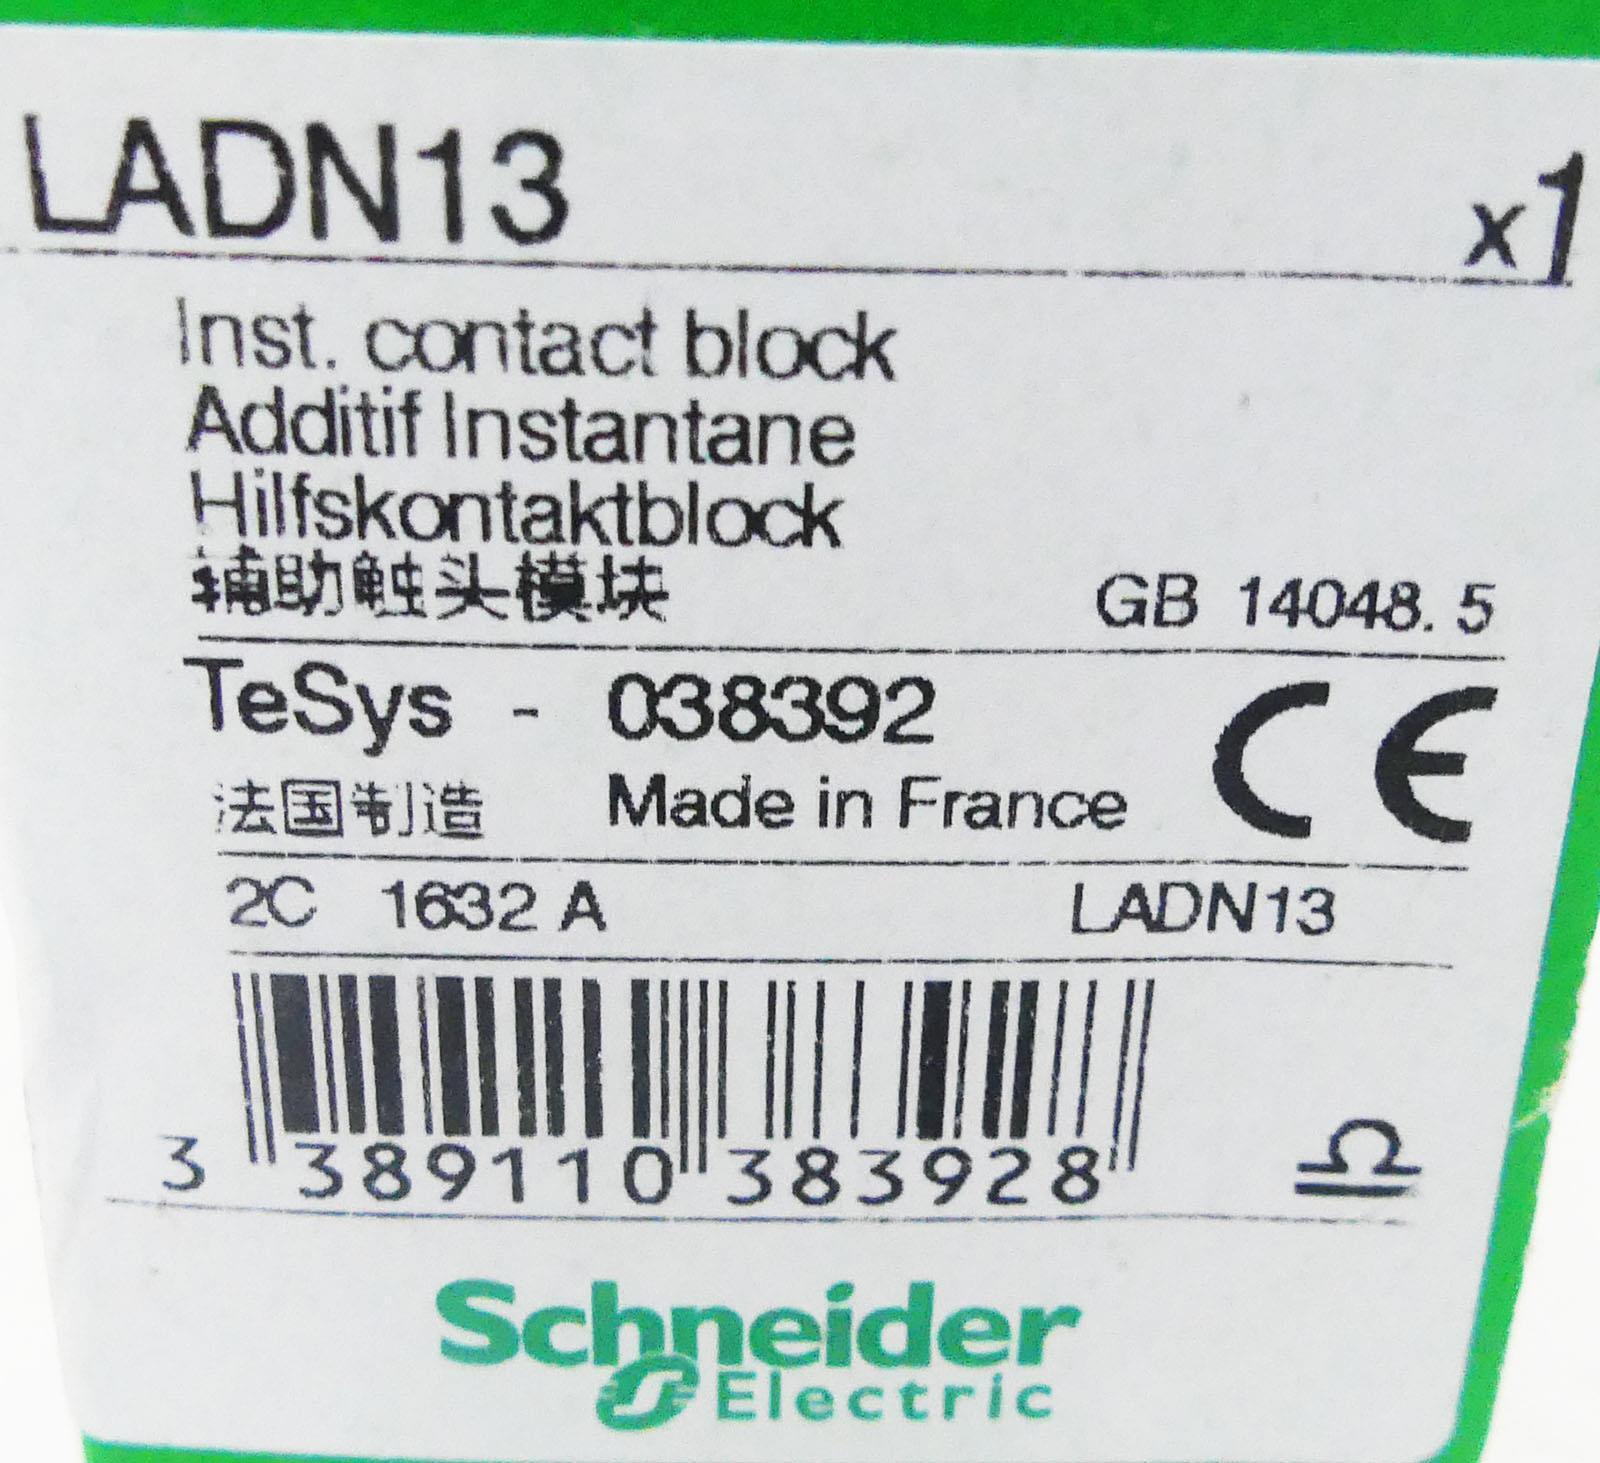 LADN13 x1
Inst. contact block
Additif Instantane
Hilfskontaktblock
辅助触头模块 GB 14048.5
TeSys - 038392 CE
法国制造 Made in France
2C 1632 A LADN13
3 389110 383928
Schneider
Electric